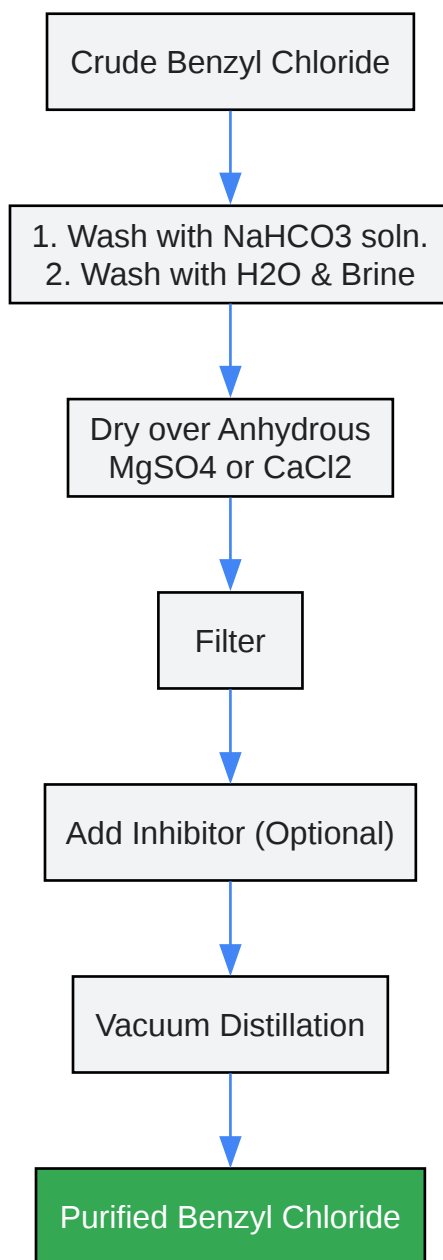 Crude Benzyl Chloride
1. Wash with NaHCO3 soln.
2. Wash with H2O & Brine
Dry over Anhydrous
MgSO4 or CaCl2
Filter
Add Inhibitor (Optional)
Vacuum Distillation
Purified Benzyl Chloride